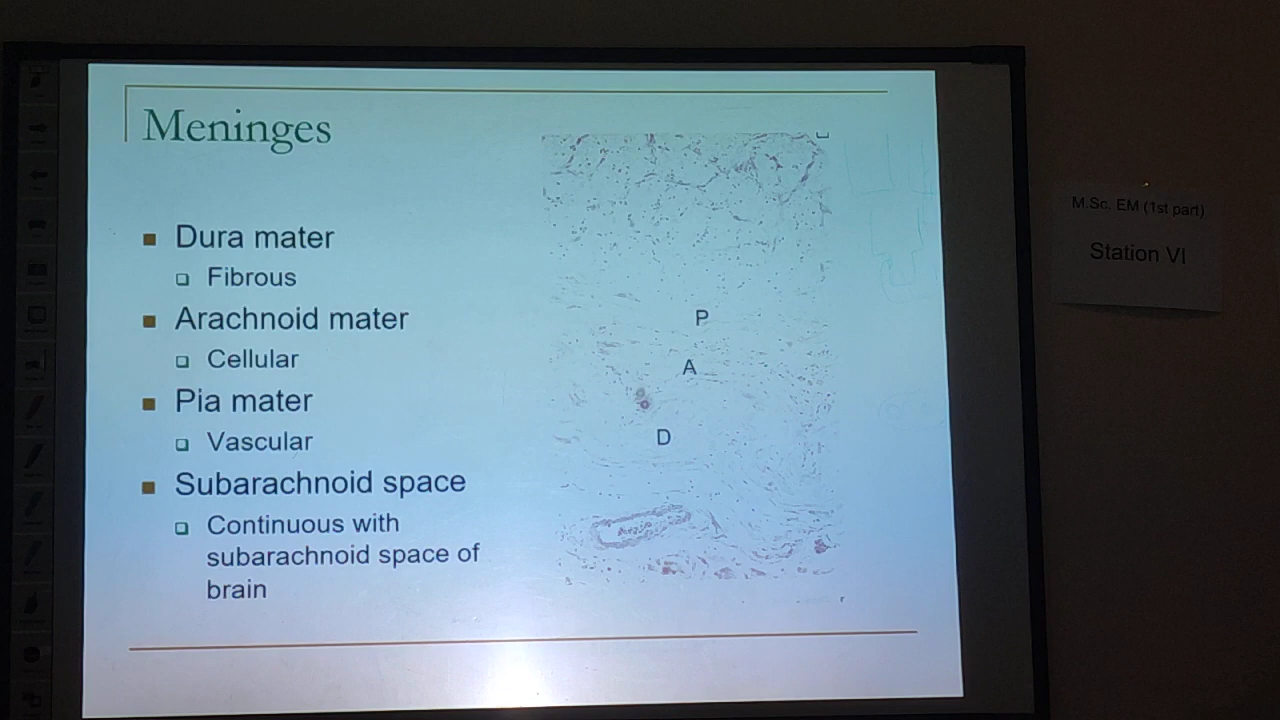 Meninges
Dura mater
Fibrous
Arachnoid mater
Cellular
Pia mater
Vascular
Subarachnoid space
Continuous with
subarachnoid space of
brain
P
A
D
M.Sc. EM (1st part)
Station VI